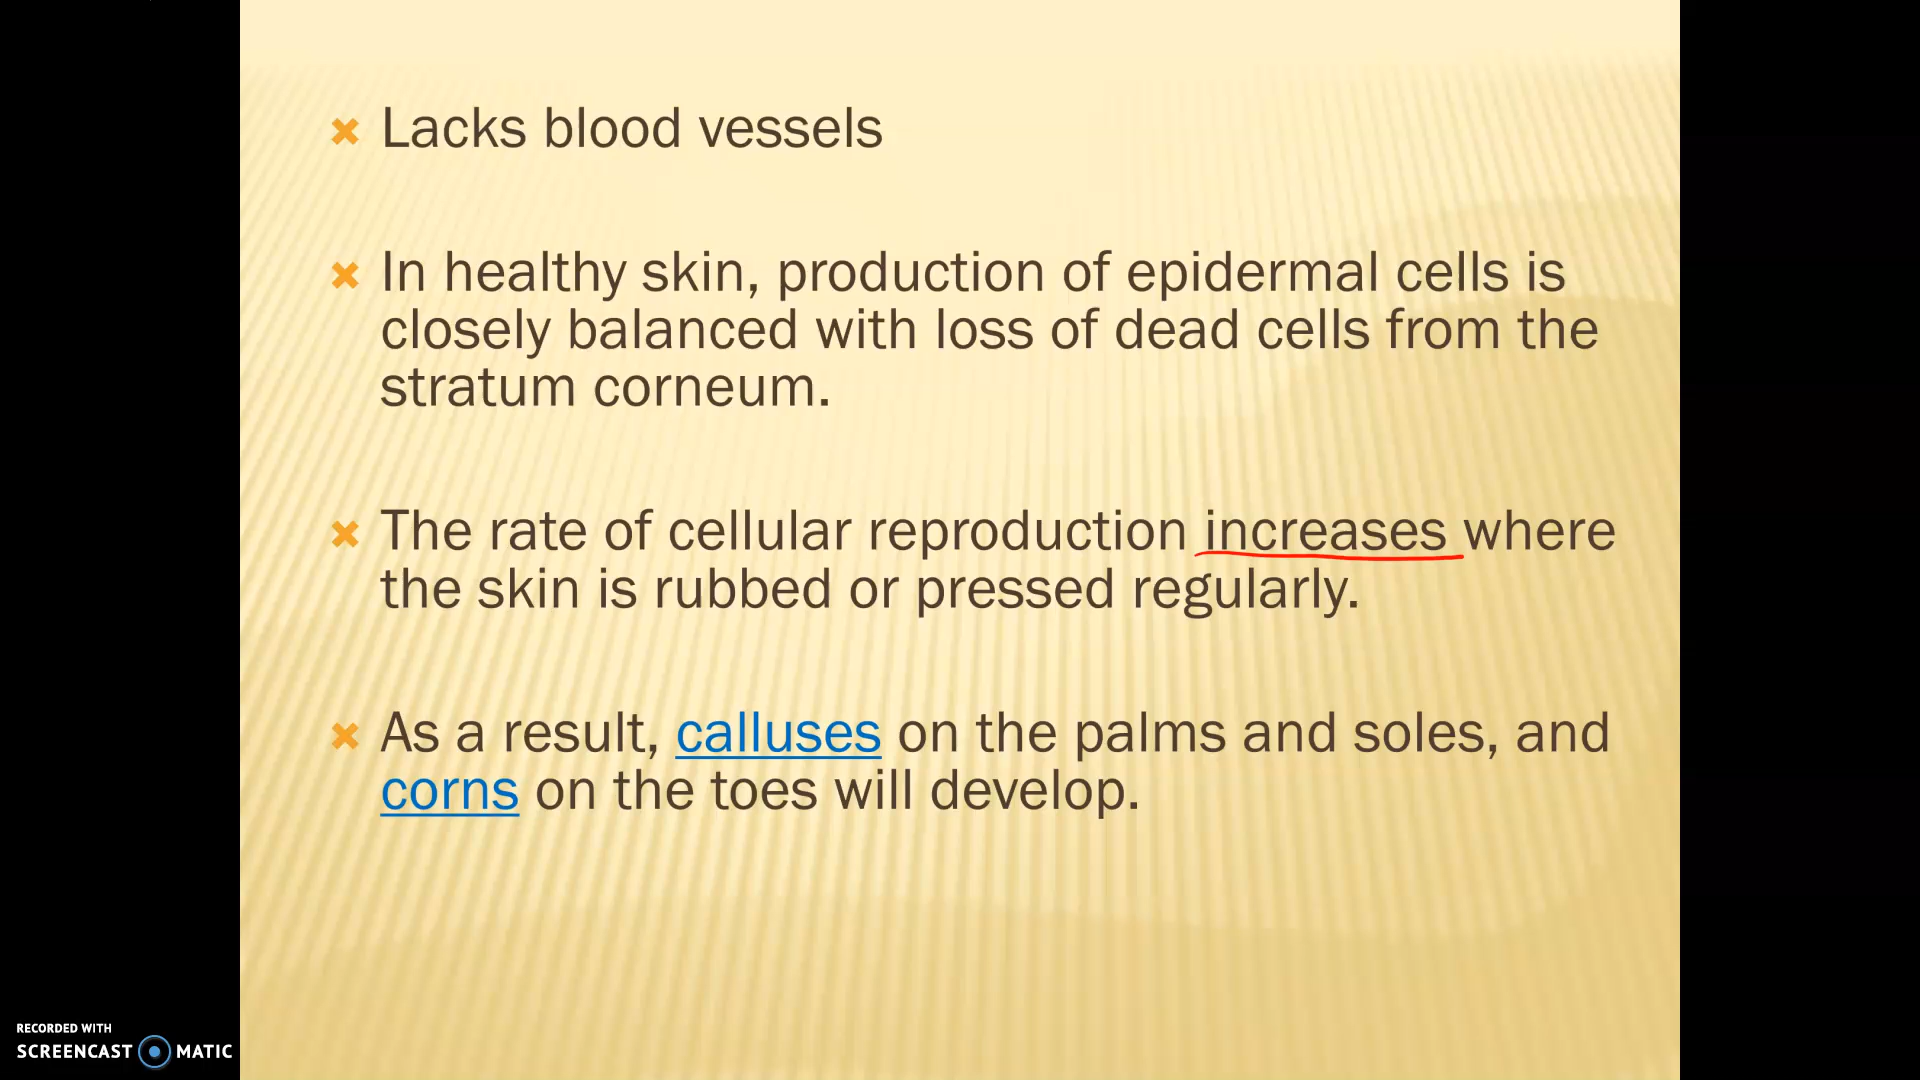 Lacks blood vessels
In healthy skin, production of epidermal cells is
closely balanced with loss of dead cells from the
stratum corneum.
The rate of cellular reproduction increases where
the skin is rubbed or pressed regularly.
As a result, calluses on the palms and soles, and
corns on the toes will develop.
RECORDED WITH
SCREENCAST MATIC